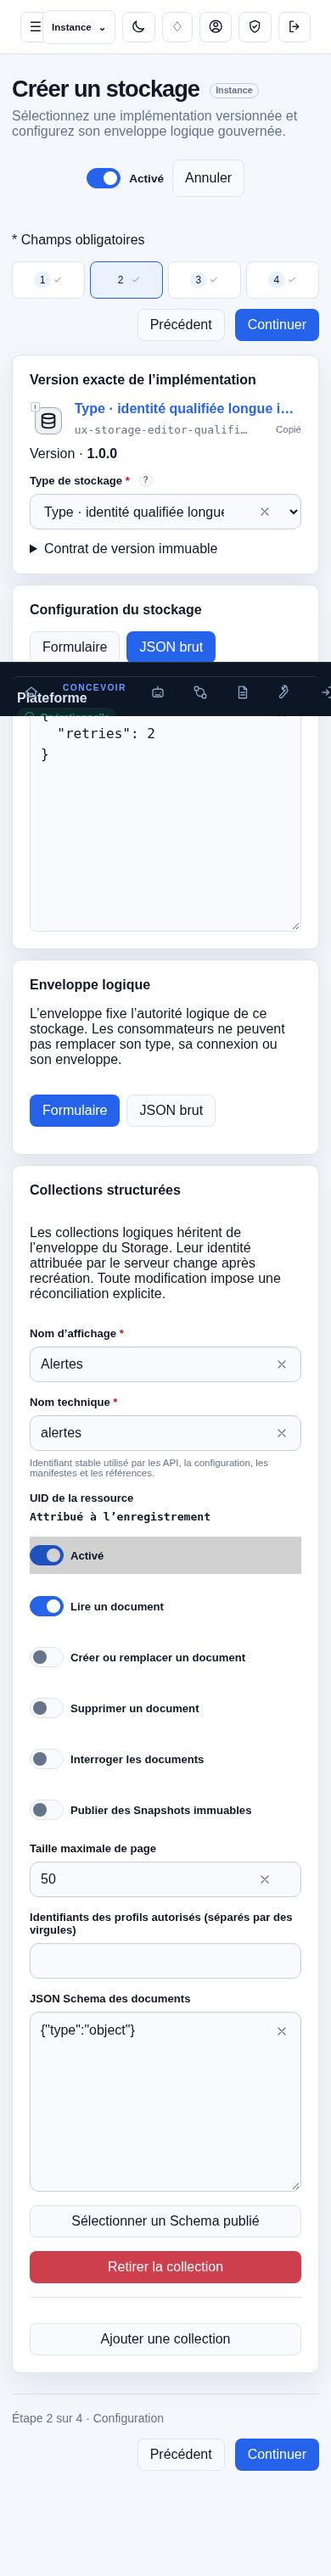 Instance
Créer un stockage Instance
Sélectionnez une implémentation versionnée et
configurez son enveloppe logique gouvernée.
Activé Annuler
* Champs obligatoires
1 2 3 4
Précédent Continuer
Version exacte de l’implémentation
Type · identité qualifiée longue i…
ux-storage-editor-qualifi… Copié
Version · 1.0.0
Type de stockage * ?
Type · identité qualifiée longue
Contrat de version immuable
Configuration du stockage
Formulaire JSON brut
CONCEVOIR
Plateforme
{
"retries": 2
}
Enveloppe logique
L’enveloppe fixe l’autorité logique de ce
stockage. Les consommateurs ne peuvent
pas remplacer son type, sa connexion ou
son enveloppe.
Formulaire JSON brut
Collections structurées
Les collections logiques héritent de
l’enveloppe du Storage. Leur identité
attribuée par le serveur change après
recréation. Toute modification impose une
réconciliation explicite.
Nom d’affichage *
Alertes
Nom technique *
alertes
Identifiant stable utilisé par les API, la configuration, les
manifestes et les références.
UID de la ressource
Attribué à l’enregistrement
Activé
Lire un document
Créer ou remplacer un document
Supprimer un document
Interroger les documents
Publier des Snapshots immuables
Taille maximale de page
50
Identifiants des profils autorisés (séparés par des
virgules)
JSON Schema des documents
{"type":"object"}
Sélectionner un Schema publié
Retirer la collection
Ajouter une collection
Étape 2 sur 4 · Configuration
Précédent Continuer